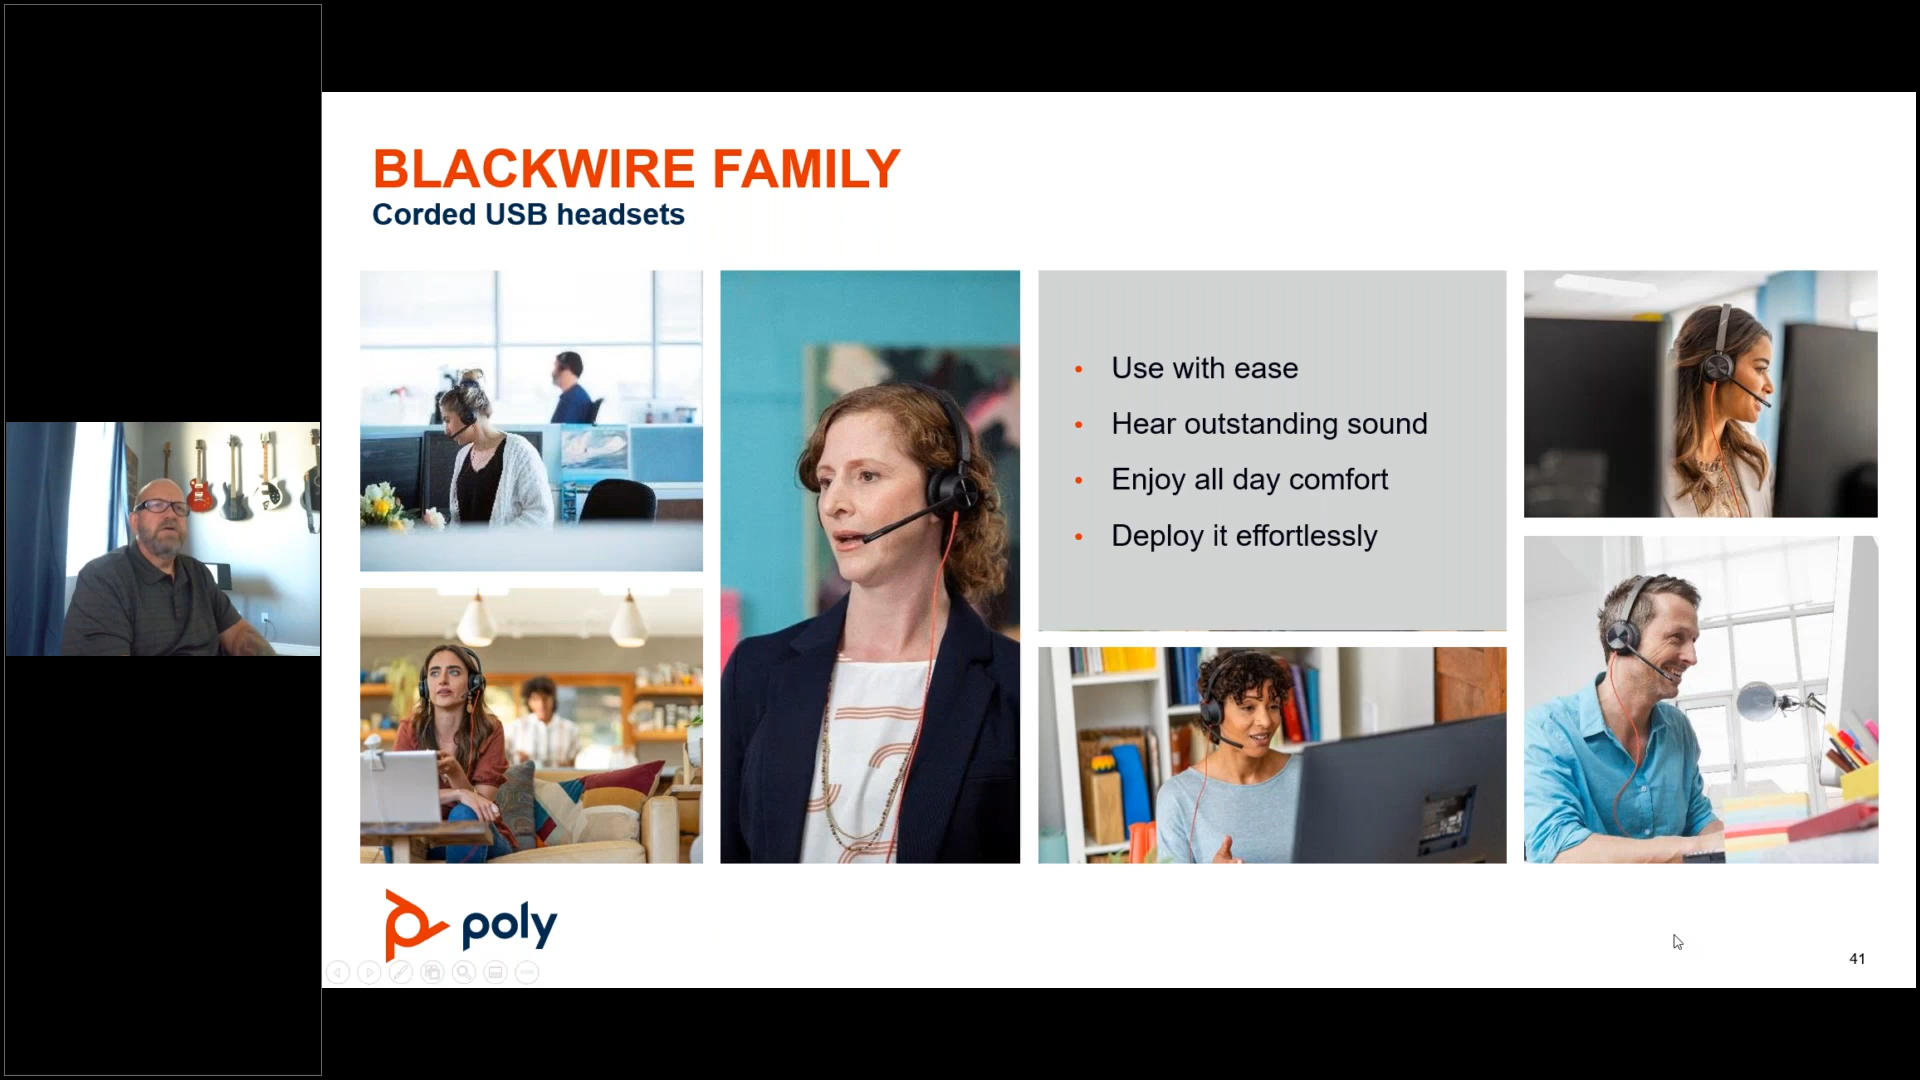 BLACKWIRE FAMILY
Corded USB headsets
• Use with ease
• Hear outstanding sound
• Enjoy all day comfort
• Deploy it effortlessly
poly
41